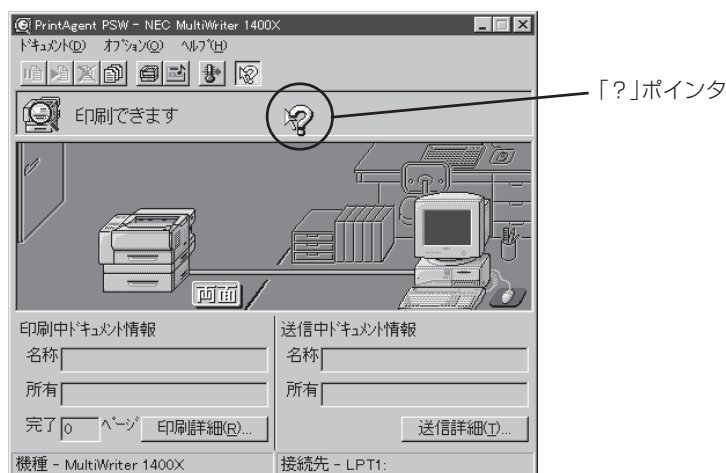 PrintAgent PSW - NEC MultiWriter 1400X
ドキュメント(D) オプション(O) ヘルプ(H)
印刷できます
「?」ポインタ
両面
印刷中ドキュメント情報
名称
所有
完了 0 ページ 印刷詳細(R)...
送信中ドキュメント情報
名称
所有
送信詳細(T)...
機種 - MultiWriter 1400X
接続先 - LPT1: